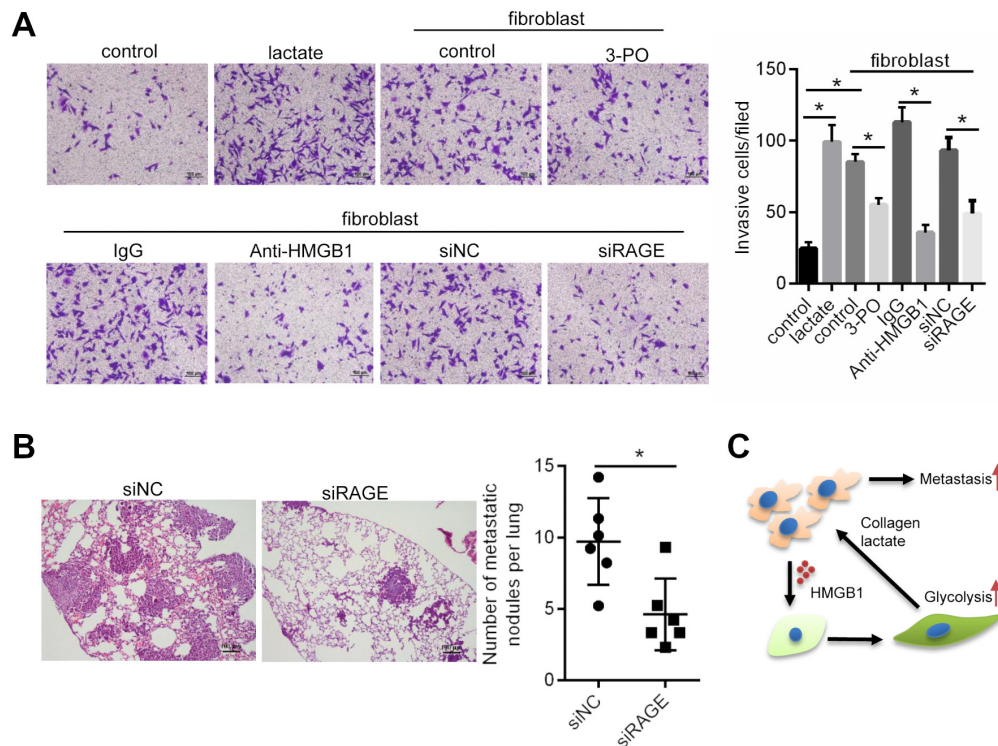 A
fibroblast
control
lactate
control
3-PO
fibroblast
IgG
Anti-HMGB1
siNC
siRAGE
fibroblast
Invasive cells/filed
150
100
50
0
*
*
*
*
*
control
lactate
control
3-PO
IgG
Anti-HMGB1
siNC
siRAGE
B
siNC
siRAGE
100 μm
Number of metastatic
nodules per lung
15
10
5
0
*
siNC
siRAGE
C
Metastasis
Collagen
lactate
HMGB1
Glycolysis